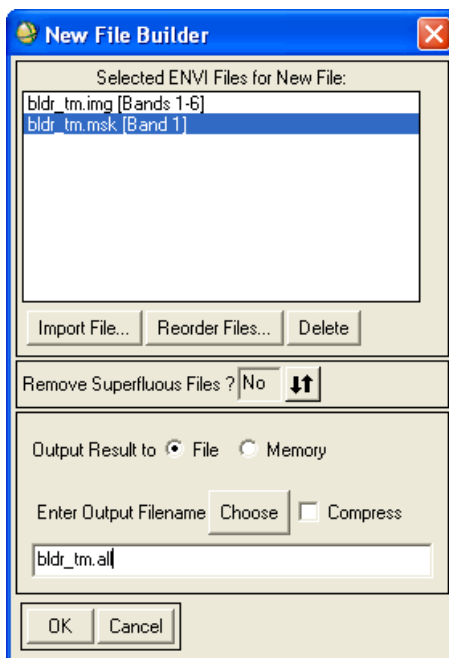 New File Builder
Selected ENVI Files for New File:
bldr_tm.img [Bands 1-6]
bldr_tm.msk [Band 1]
Import File... Reorder Files... Delete
Remove Superfluous Files ? No
Output Result to File Memory
Enter Output Filename Choose Compress
bldr_tm.all
OK Cancel